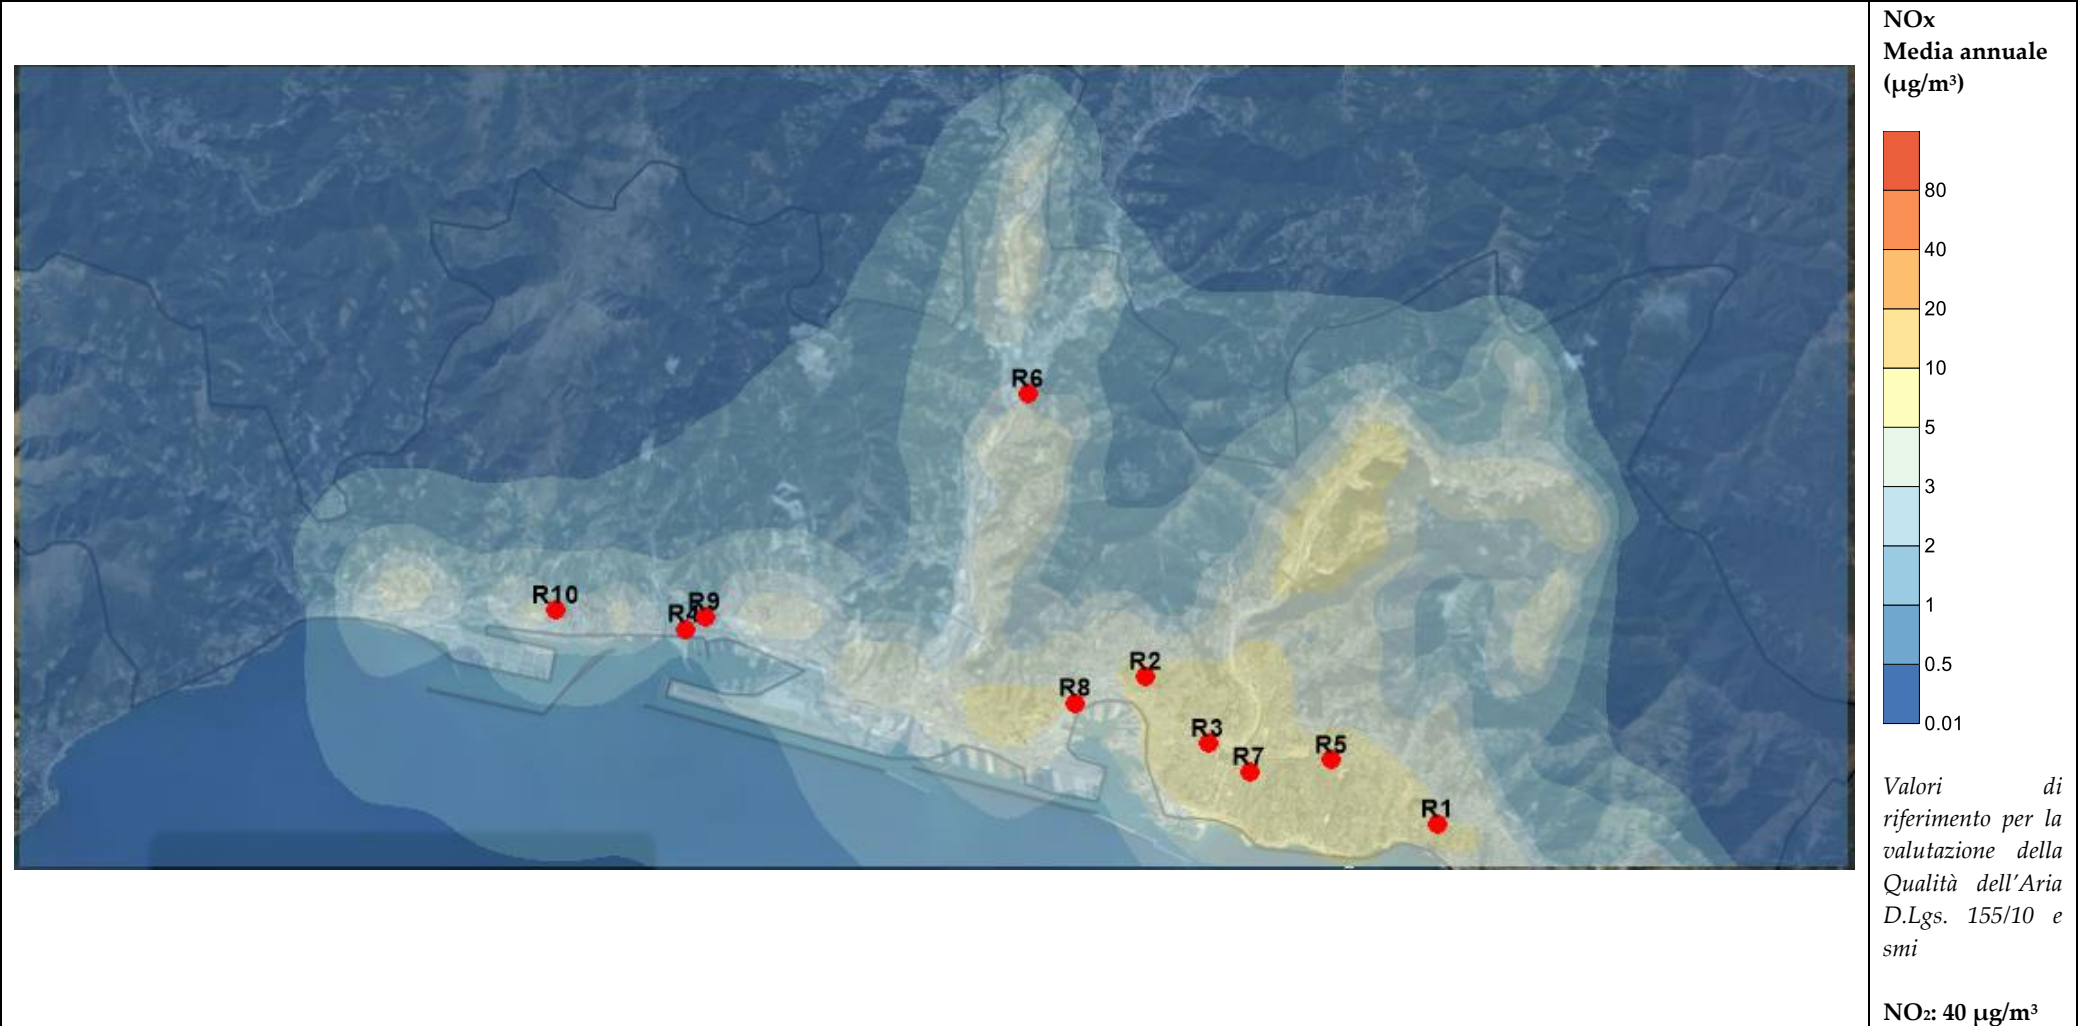 NOx
Media annuale
(µg/m³)
80
40
20
10
5
3
2
1
0.5
0.01
R6
R10
R9
R4
R2
R8
R3
R7
R5
R1
Valori di
riferimento per la
valutazione della
Qualità dell'Aria
D.Lgs. 155/10 e
smi
NO₂: 40 µg/m³